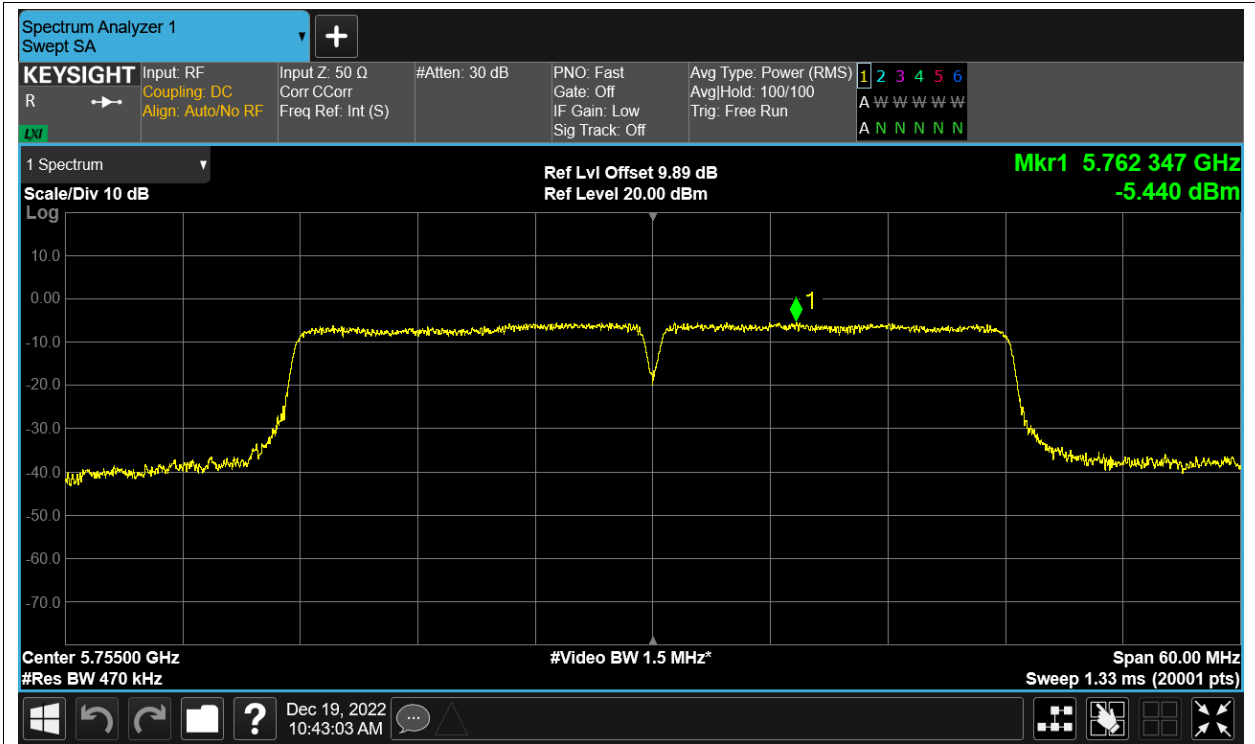 Spectrum Analyzer 1
Swept SA
KEYSIGHT
R
LXI
Input: RF
Coupling: DC
Align: Auto/No RF
Input Z: 50 Ω
Corr CCorr
Freq Ref: Int (S)
#Atten: 30 dB
PNO: Fast
Gate: Off
IF Gain: Low
Sig Track: Off
Avg Type: Power (RMS)
Avg|Hold: 100/100
Trig: Free Run
1 2 3 4 5 6
A W W W W W
A N N N N N
1 Spectrum
Scale/Div 10 dB
Log
Ref Lvl Offset 9.89 dB
Ref Level 20.00 dBm
Mkr1 5.762 347 GHz
-5.440 dBm
10.0
0.00
-10.0
-20.0
-30.0
-40.0
-50.0
-60.0
-70.0
1
Center 5.75500 GHz
#Res BW 470 kHz
#Video BW 1.5 MHz*
Span 60.00 MHz
Sweep 1.33 ms (20001 pts)
?
Dec 19, 2022
10:43:03 AM